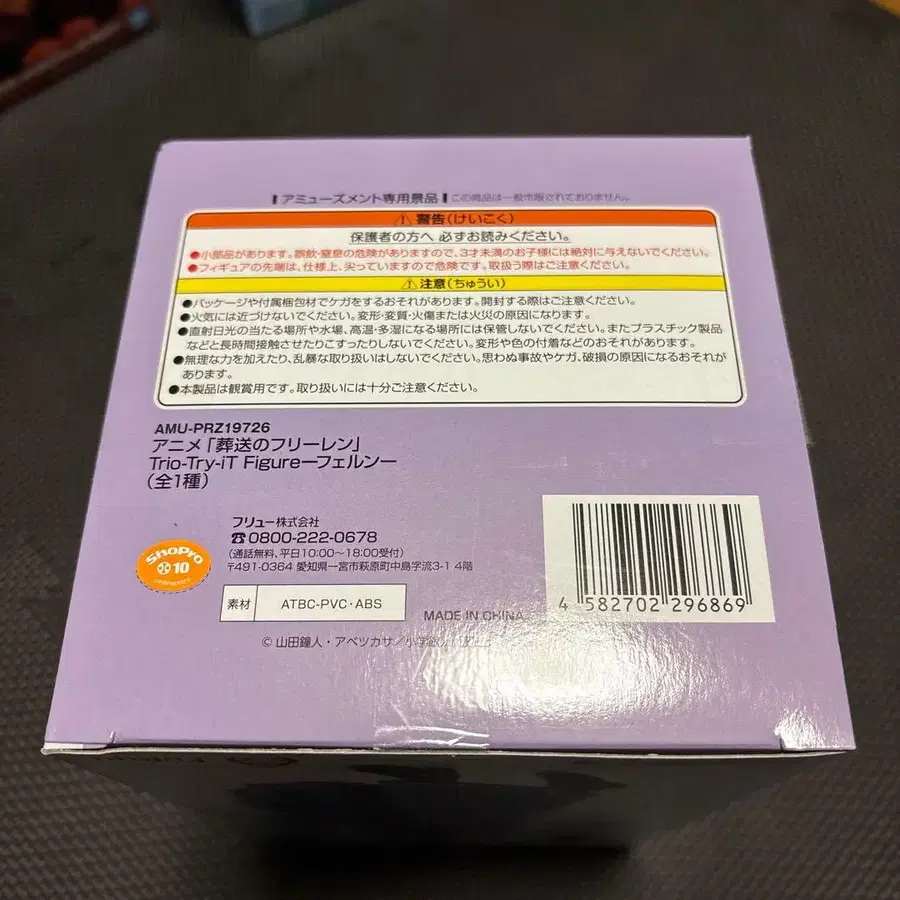 アミューズメント専用景品 この商品は一般市販されておりません。
警告(けいこく)
保護者の方へ 必ずお読みください。
●小部品があります。誤飲・窒息の危険がありますので、3才未満のお子様には絶対に与えないでください。
●フィギュアの先端は、仕様上、尖っていますので危険です。取扱う際はご注意ください。
注意(ちゅうい)
●パッケージや付属梱包材でケガをするおそれがあります。開封する際はご注意ください。
●火気には近づけないでください。変形・変質・火傷または火災の原因になります。
●直射日光の当たる場所や水場、高温・多湿になる場所には保管しないでください。またプラスチック製品
などと長時間接触させたりこすったりしないでください。変形や色の付着などのおそれがあります。
●無理な力を加えたり、乱暴な取り扱いはしないでください。思わぬ事故やケガ、破損の原因になるおそれが
あります。
●本製品は観賞用です。取り扱いには十分ご注意ください。
AMU-PRZ19726
アニメ「葬送のフリーレン」
Trio-Try-iT Figureーフェルンー
(全1種)
フリュー株式会社
☎0800-222-0678
(通話無料、平日10:00~18:00受付)
〒491-0364 愛知県一宮市萩原町中島字流3-1 4階
ShoPro
10
素材 ATBC-PVC・ABS
MADE IN CHINA
4 582702 296869
© 山田鐘人・アベツカサ/小学館/